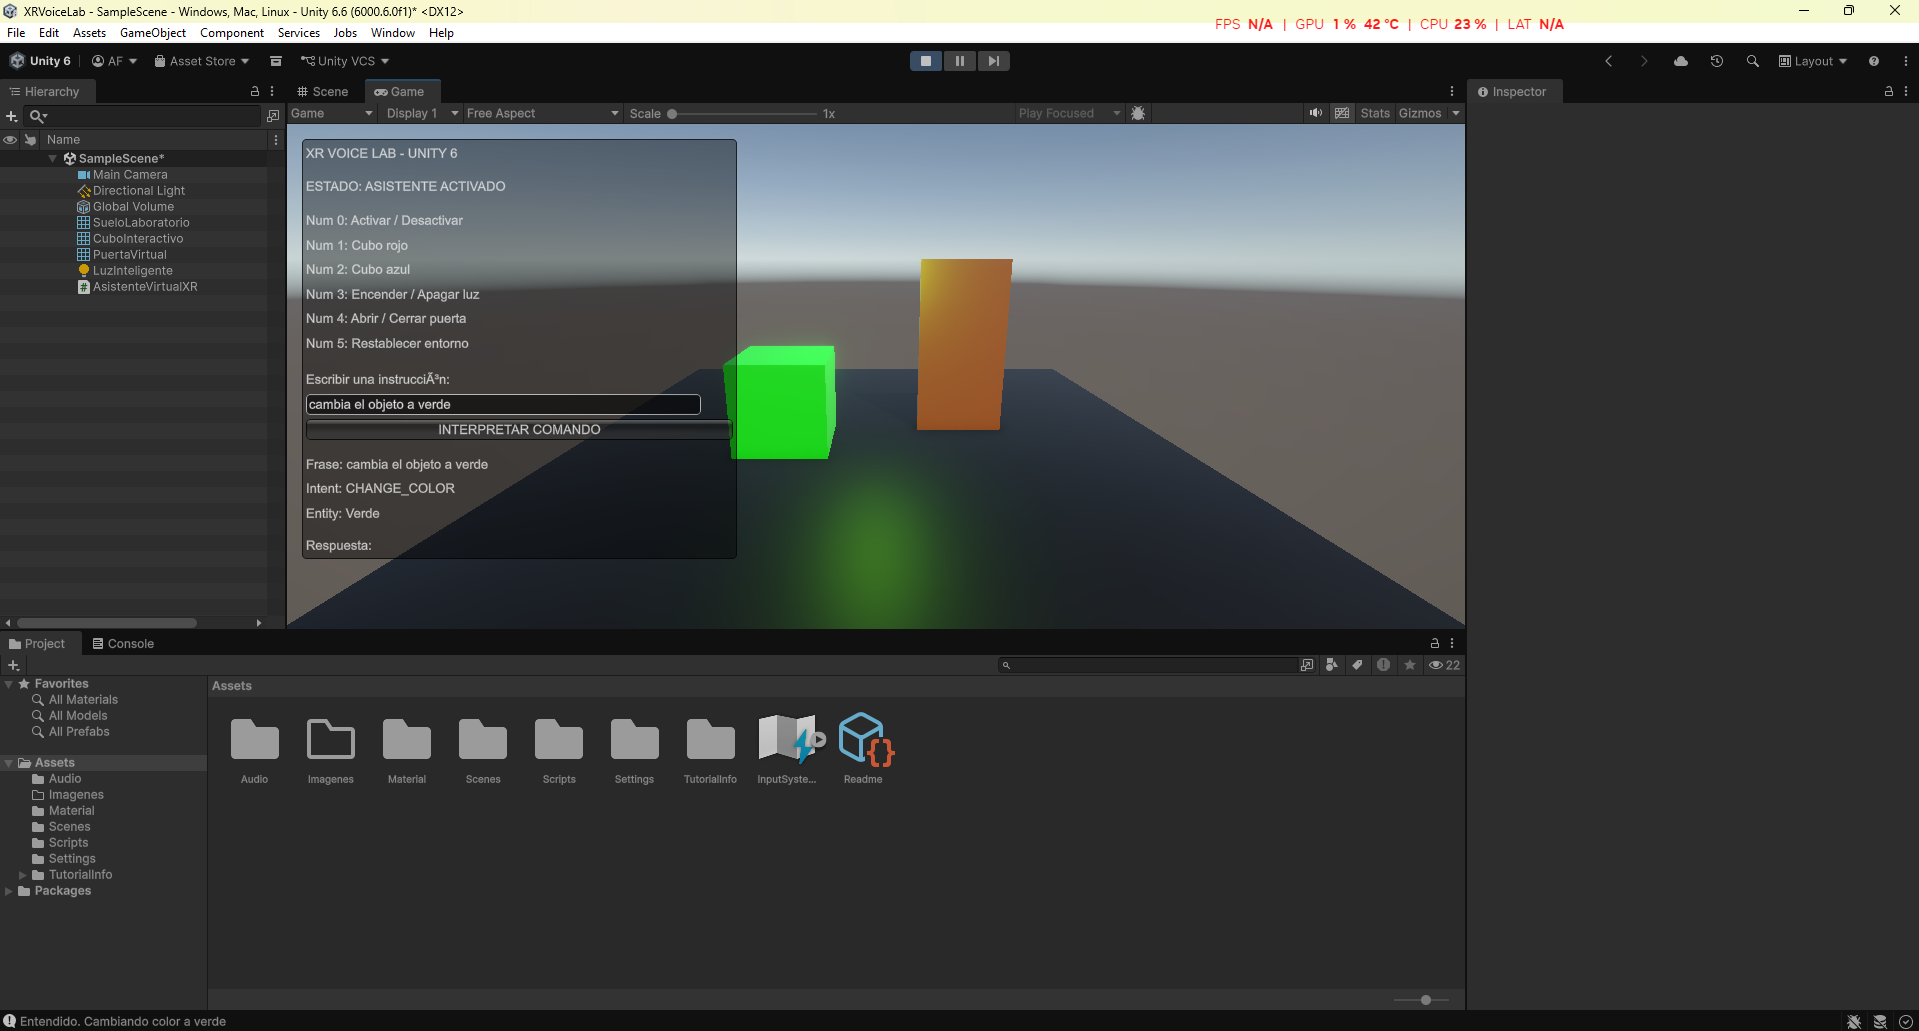 XRVoiceLab - SampleScene - Windows, Mac, Linux - Unity 6.6 (6000.6.0f1)* <DX12>
FPS N/A | GPU 1 % 42 °C | CPU 23 % | LAT N/A
File Edit Assets GameObject Component Services Jobs Window Help
Unity 6 AF Asset Store Unity VCS Layout
Hierarchy
Scene Game
Inspector
Game Display 1 Free Aspect Scale 1x Play Focused Stats Gizmos
Name
SampleScene*
Main Camera
Directional Light
Global Volume
SueloLaboratorio
CuboInteractivo
PuertaVirtual
LuzInteligente
AsistenteVirtualXR
XR VOICE LAB - UNITY 6
ESTADO: ASISTENTE ACTIVADO
Num 0: Activar / Desactivar
Num 1: Cubo rojo
Num 2: Cubo azul
Num 3: Encender / Apagar luz
Num 4: Abrir / Cerrar puerta
Num 5: Restablecer entorno
Escribir una instrucciÃ³n:
cambia el objeto a verde
INTERPRETAR COMANDO
Frase: cambia el objeto a verde
Intent: CHANGE_COLOR
Entity: Verde
Respuesta:
Project Console
22
Favorites
All Materials
All Models
All Prefabs
Assets
Audio
Imagenes
Material
Scenes
Scripts
Settings
TutorialInfo
Packages
Assets
Audio Imagenes Material Scenes Scripts Settings TutorialInfo InputSyste... Readme
Entendido. Cambiando color a verde